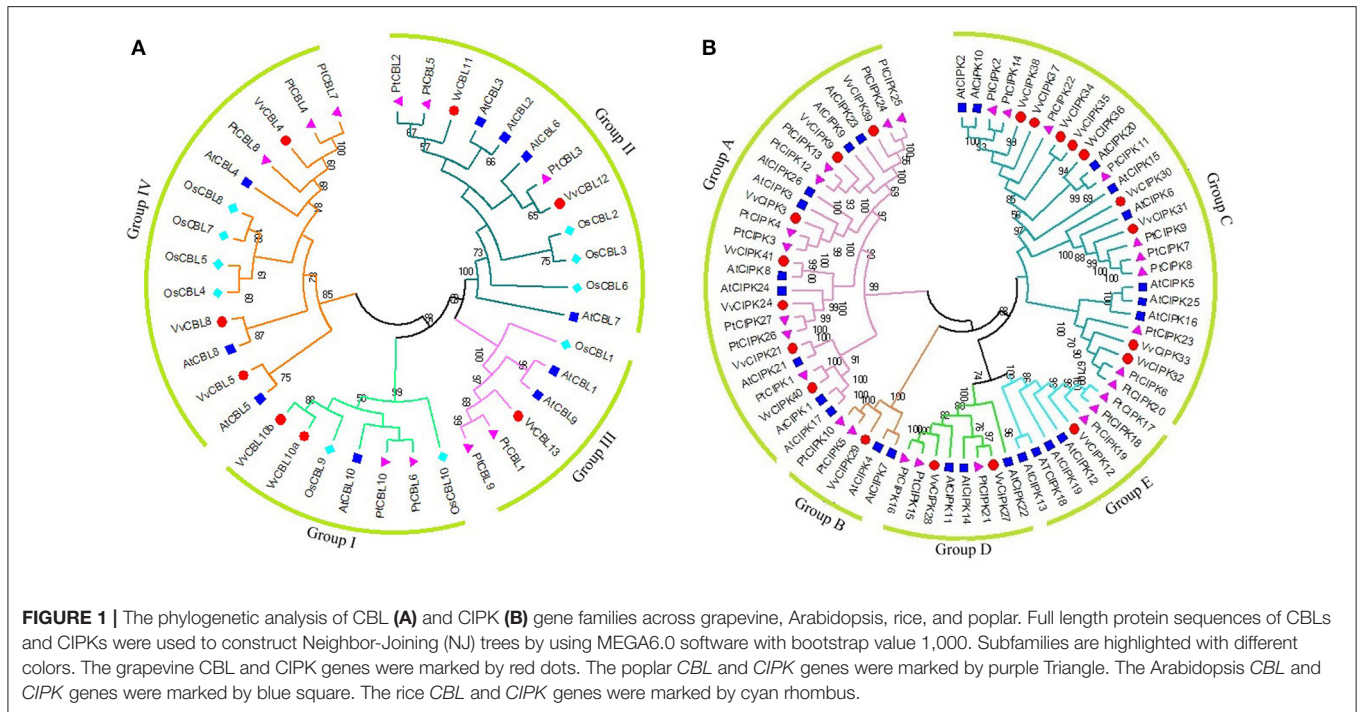 A
B
PtCBL2
PtCBL5
VvCBL11
AtCBL3
AtCBL2
AtCBL6
PtCBL3
VvCBL12
OsCBL2
OsCBL3
OsCBL6
AtCBL7
OsCBL1
AtCBL1
AtCBL9
VvCBL13
PtCBL1
PtCBL9
OsCBL10
PtCBL6
PtCBL10
AtCBL10
OsCBL9
VvCBL10a
VvCBL10b
AtCBL5
VvCBL5
AtCBL8
VvCBL8
OsCBL4
OsCBL5
OsCBL7
OsCBL8
AtCBL4
PtCBL8
VvCBL4
PtCBL4
PtCBL7
Group II
Group III
Group I
Group IV
AtCIPK2
AtCIPK10
PtCIPK2
PtCIPK14
VvCIPK38
VvCIPK37
PtCIPK22
VvCIPK34
VvCIPK35
VvCIPK36
AtCIPK20
PtCIPK11
AtCIPK15
VvCIPK30
AtCIPK6
VvCIPK31
PtCIPK9
PtCIPK7
PtCIPK8
AtCIPK5
AtCIPK25
AtCIPK16
PtCIPK23
VvCIPK33
VvCIPK32
PtCIPK6
PtCIPK20
PtCIPK17
PtCIPK18
PtCIPK19
VvCIPK12
AtCIPK12
AtCIPK19
ATCIPK18
AtCIPK13
AtCIPK22
VvCIPK27
PtCIPK21
AtCIPK14
AtCIPK11
VvCIPK28
PtCIPK15
PtCIPK16
AtCIPK7
AtCIPK4
VvCIPK29
PtCIPK5
PtCIPK10
AtCIPK17
AtCIPK1
VvCIPK40
PtCIPK1
AtCIPK21
VvCIPK21
PtCIPK26
PtCIPK27
VvCIPK24
AtCIPK24
AtCIPK8
VvCIPK41
PtCIPK3
PtCIPK4
VvCIPK3
AtCIPK3
AtCIPK26
PtCIPK12
PtCIPK13
VvCIPK9
AtCIPK9
AtCIPK23
VvCIPK39
PtCIPK24
PtCIPK25
Group A
Group C
Group E
Group D
Group B
FIGURE 1 | The phylogenetic analysis of CBL (A) and CIPK (B) gene families across grapevine, Arabidopsis, rice, and poplar. Full length protein sequences of CBLs
and CIPKs were used to construct Neighbor-Joining (NJ) trees by using MEGA6.0 software with bootstrap value 1,000. Subfamilies are highlighted with different
colors. The grapevine CBL and CIPK genes were marked by red dots. The poplar CBL and CIPK genes were marked by purple Triangle. The Arabidopsis CBL and
CIPK genes were marked by blue square. The rice CBL and CIPK genes were marked by cyan rhombus.